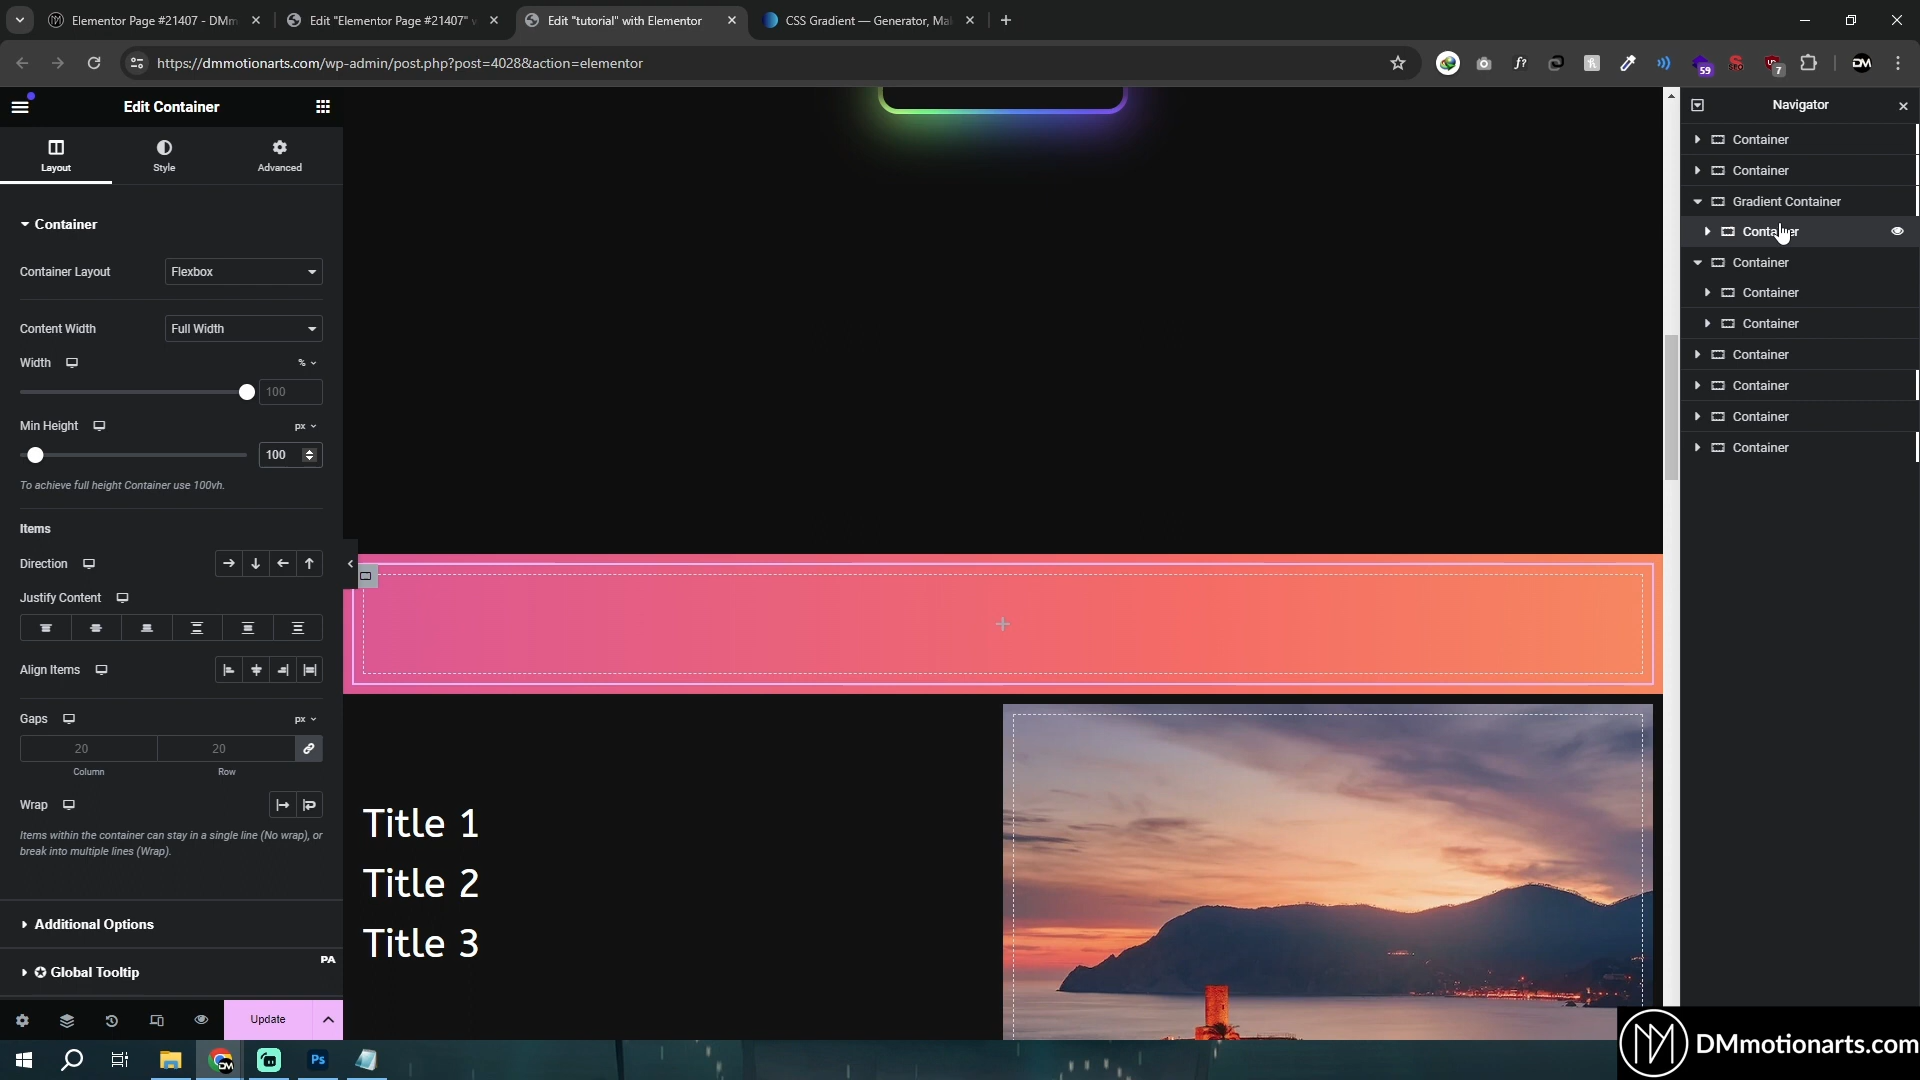 Elementor Page #21407 - DMm
Edit "Elementor Page #21407" w
Edit "tutorial" with Elementor
CSS Gradient — Generator, Ma
https://dmmotionarts.com/wp-admin/post.php?post=4028&action=elementor
f?
59
7
DM
Edit Container
Layout
Style
Advanced
Container
Container Layout
Flexbox
Content Width
Full Width
Width
%
100
Min Height
px
100
To achieve full height Container use 100vh.
Items
Direction
Justify Content
Align Items
Gaps
px
20
20
Column
Row
Wrap
Items within the container can stay in a single line (No wrap), or
break into multiple lines (Wrap).
Additional Options
PA
Global Tooltip
Update
Title 1
Title 2
Title 3
Navigator
Container
Container
Gradient Container
Container
Container
Container
Container
Container
Container
Container
Container
Ps
DMmotionarts.com